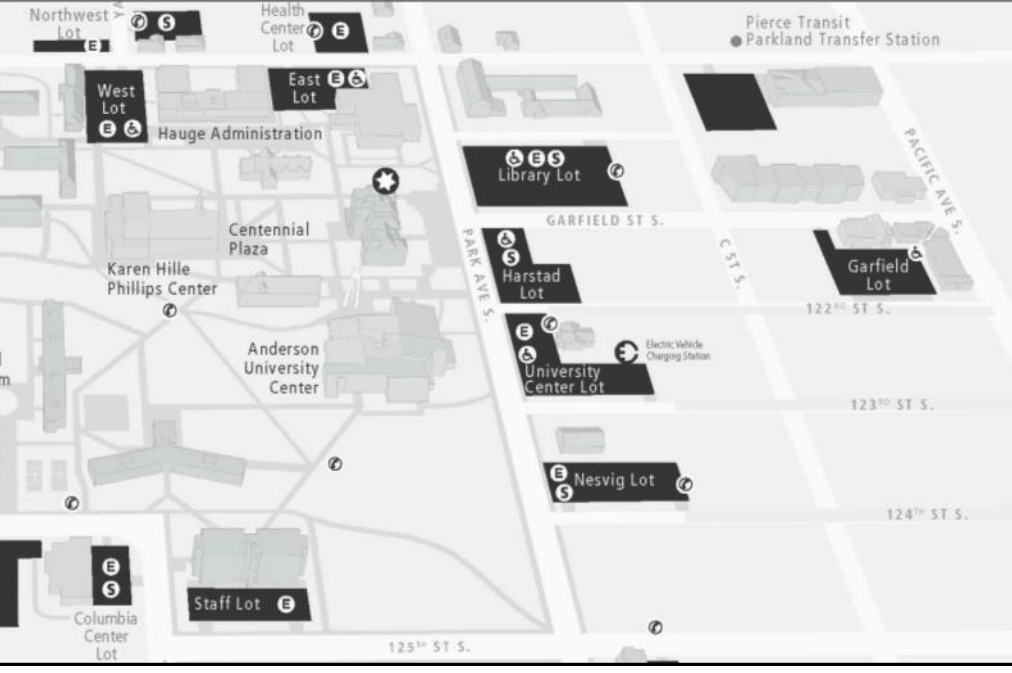 Northwest
Lot
YA
E
S
Health
Center
Lot
E
Pierce Transit
Parkland Transfer Station
West
Lot
E
East E
Lot
Hauge Administration
PACIFIC AVE S.
E S
Library Lot
GARFIELD ST S.
Centennial
Plaza
PARK AVE S.
C ST S.
S
Harstad
Lot
Garfield
Lot
Karen Hille
Phillips Center
122ND ST S.
Anderson
University
Center
E
University
Center Lot
Electric Vehicle
Charging Station
m
123RD ST S.
E
S
Nesvig Lot
124TH ST S.
E
S
Columbia
Center
Lot
Staff Lot E
125TH ST S.